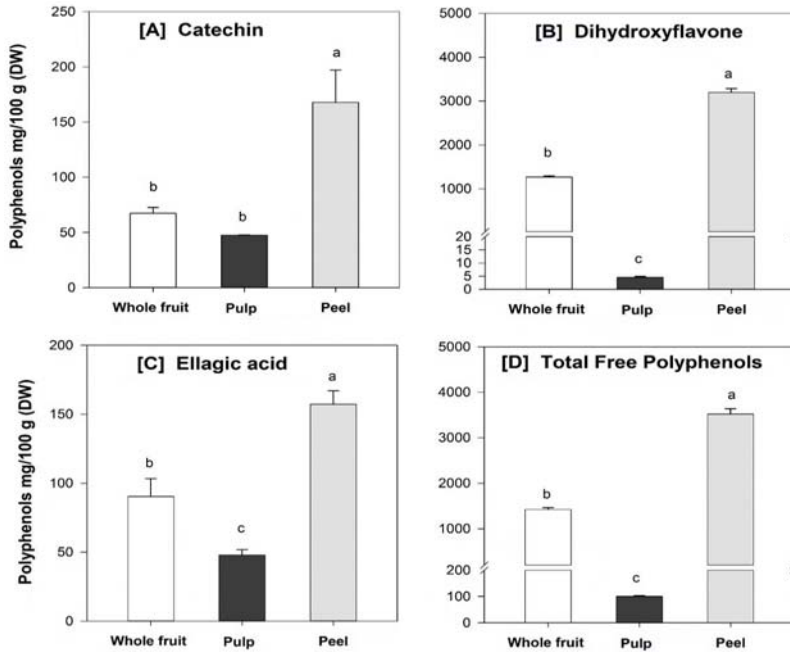 [A] Catechin
Polyphenols mg/100 g (DW)
250
200
150
100
50
0
b
b
a
Whole fruit Pulp Peel
[B] Dihydroxyflavone
5000
4000
3000
2000
1000
20
15
10
5
0
b
c
a
Whole fruit Pulp Peel
[C] Ellagic acid
Polyphenols mg/100 g (DW)
200
150
100
50
0
b
c
a
Whole fruit Pulp Peel
[D] Total Free Polyphenols
5000
4000
3000
2000
1000
200
100
0
b
c
a
Whole fruit Pulp Peel